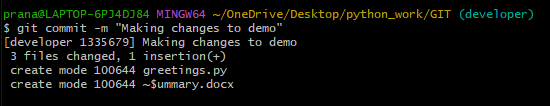 prana@LAPTOP-6PJ4DJ84 MINGW64 ~/OneDrive/Desktop/python_work/GIT (developer)
$ git commit -m "Making changes to demo"
[developer 1335679] Making changes to demo
 3 files changed, 1 insertion(+)
 create mode 100644 greetings.py
 create mode 100644 ~$ummary.docx